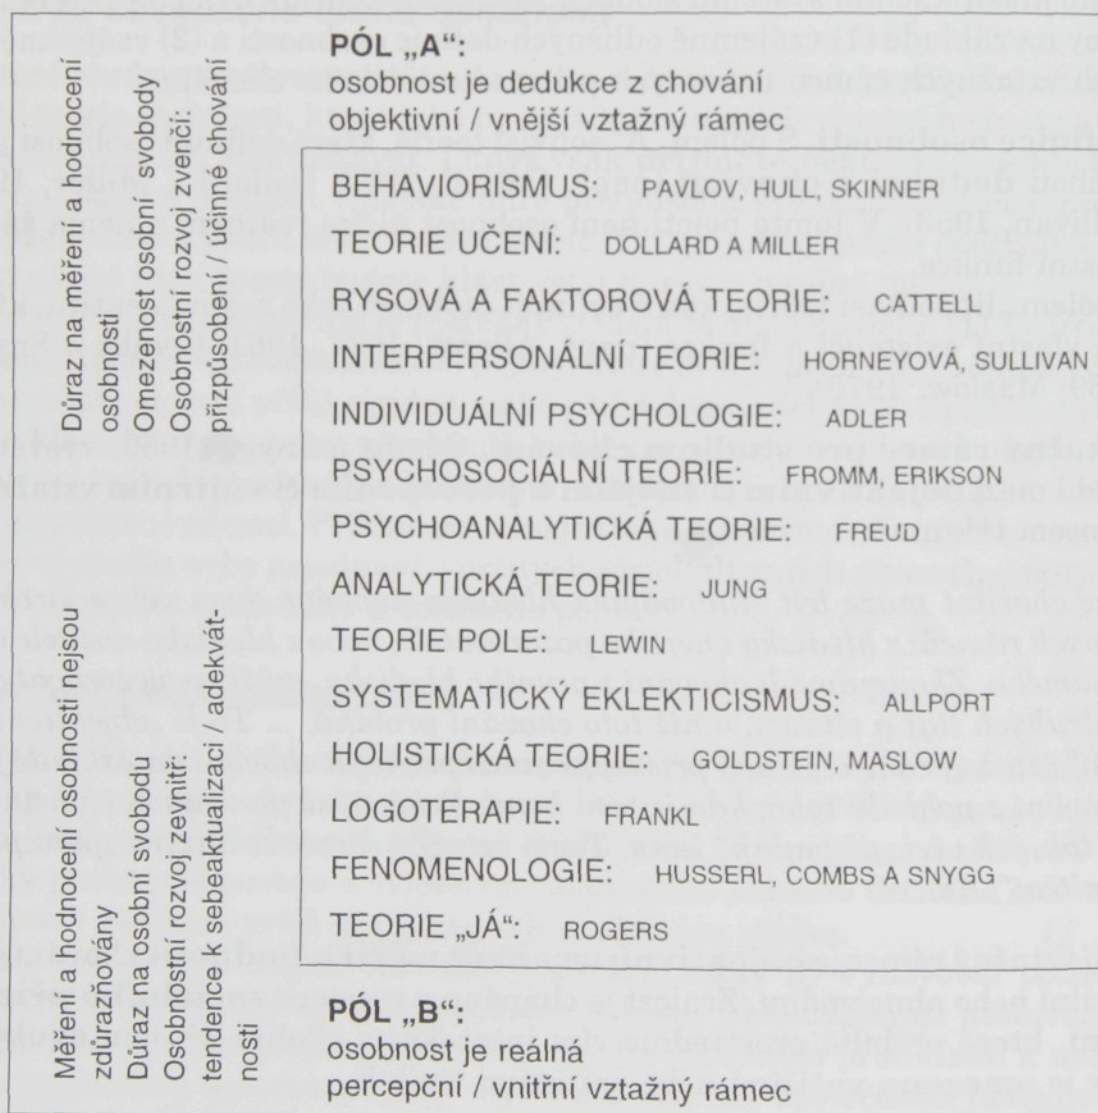 PÓL „A“:
osobnost je dedukce z chování
objektivní / vnější vztažný rámec
Důraz na měření a hodnocení
osobnosti
Omezenost osobní svobody
Osobnostní rozvoj zvenčí:
přizpůsobení / účinné chování
BEHAVIORISMUS: PAVLOV, HULL, SKINNER
TEORIE UČENÍ: DOLLARD A MILLER
RYSOVÁ A FAKTOROVÁ TEORIE: CATTELL
INTERPERSONÁLNÍ TEORIE: HORNEYOVÁ, SULLIVAN
INDIVIDUÁLNÍ PSYCHOLOGIE: ADLER
PSYCHOSOCIÁLNÍ TEORIE: FROMM, ERIKSON
PSYCHOANALYTICKÁ TEORIE: FREUD
ANALYTICKÁ TEORIE: JUNG
TEORIE POLE: LEWIN
SYSTEMATICKÝ EKLEKTICISMUS: ALLPORT
HOLISTICKÁ TEORIE: GOLDSTEIN, MASLOW
LOGOTERAPIE: FRANKL
FENOMENOLOGIE: HUSSERL, COMBS A SNYGG
TEORIE „JÁ“: ROGERS
Měření a hodnocení osobnosti nejsou
zdůrazňovány
Důraz na osobní svobodu
Osobnostní rozvoj zevnitř:
tendence k sebeaktualizaci / adekvát-
nosti
PÓL „B“:
osobnost je reálná
percepční / vnitřní vztažný rámec